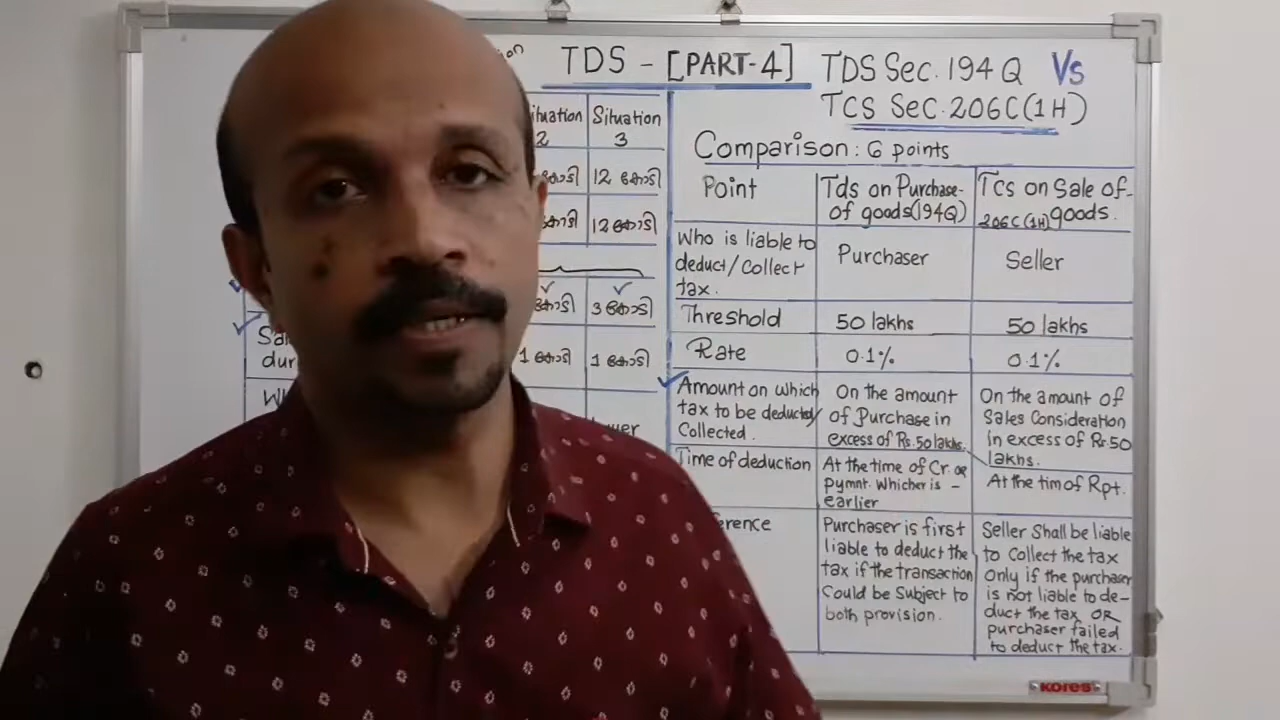 TDS - [PART-4]
TDS Sec. 194Q Vs
TCS Sec. 206C(1H)
Situation
2 3
12 കോടി
12 കോടി
3 കോടി
1 കോടി 1 കോടി
Comparison: 6 points
Point
Tds on Purchase-
of goods(194Q)
Tcs on Sale of-
206C(1H) goods.
Who is liable to
deduct/Collect
tax.
Purchaser
Seller
Threshold
50 lakhs
50 lakhs
Rate
0.1%
0.1%
Amount on which
tax to be deducted/
Collected.
On the amount
of Purchase in
excess of Rs.50 lakhs.
On the amount of
Sales Consideration
in excess of Rs.50
lakhs.
Time of deduction
At the time of Cr. or
pymnt. Whicher is -
earlier
At the tim of Rpt.
Purchaser is first
liable to deduct the
tax if the transaction
Could be Subject to
both provision.
Seller Shall be liable
to Collect the tax
Only if the purchaser
is not liable to de-
duct the tax OR
purchaser failed
to deduct the tax.
kores